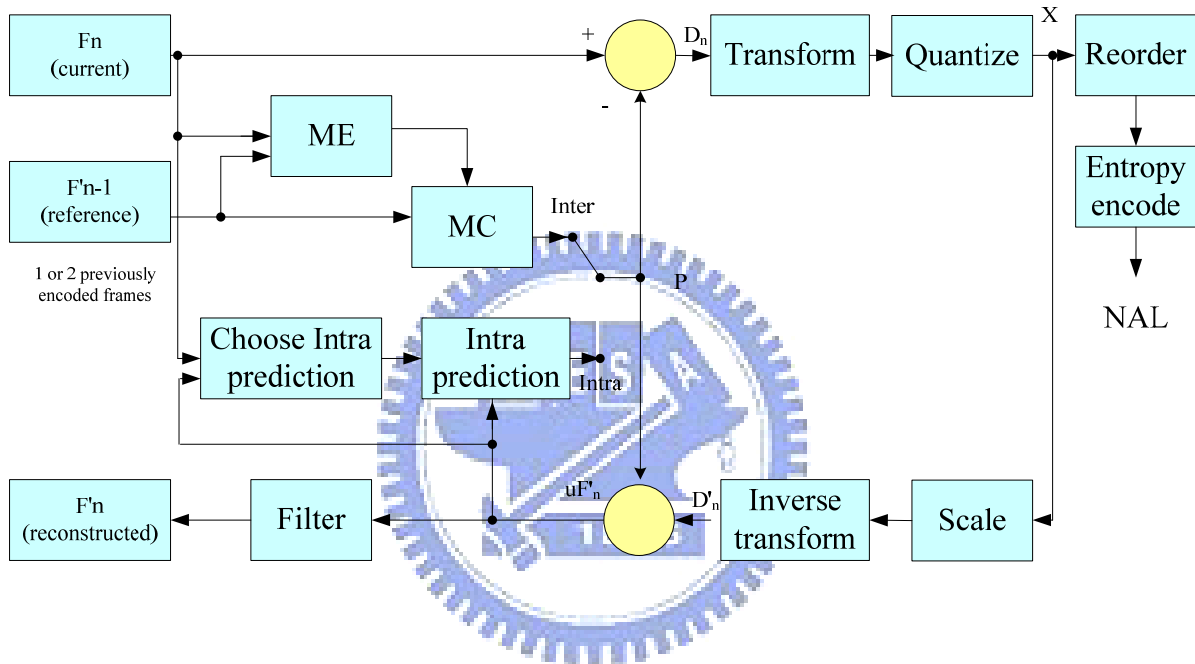 Fn
(current)
+
Dn
Transform
Quantize
X
Reorder
-
ME
F'n-1
(reference)
MC
Inter
Entropy
encode
1 or 2 previously
encoded frames
P
NAL
Choose Intra
prediction
Intra
prediction
Intra
E S A
F'n
(reconstructed)
Filter
uF'n
D'n
Inverse
transform
Scale